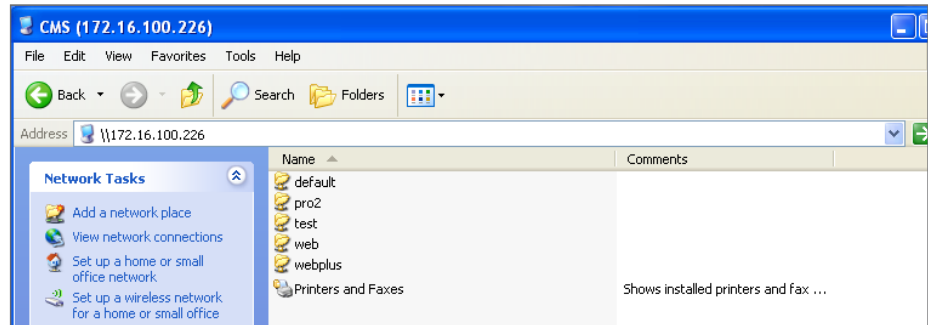 CMS (172.16.100.226)
File Edit View Favorites Tools Help
Back Search Folders
Address \\172.16.100.226
Name Comments
Network Tasks
Add a network place
View network connections
Set up a home or small
office network
Set up a wireless network
for a home or small office
default
pro2
test
web
webplus
Printers and Faxes Shows installed printers and fax ...